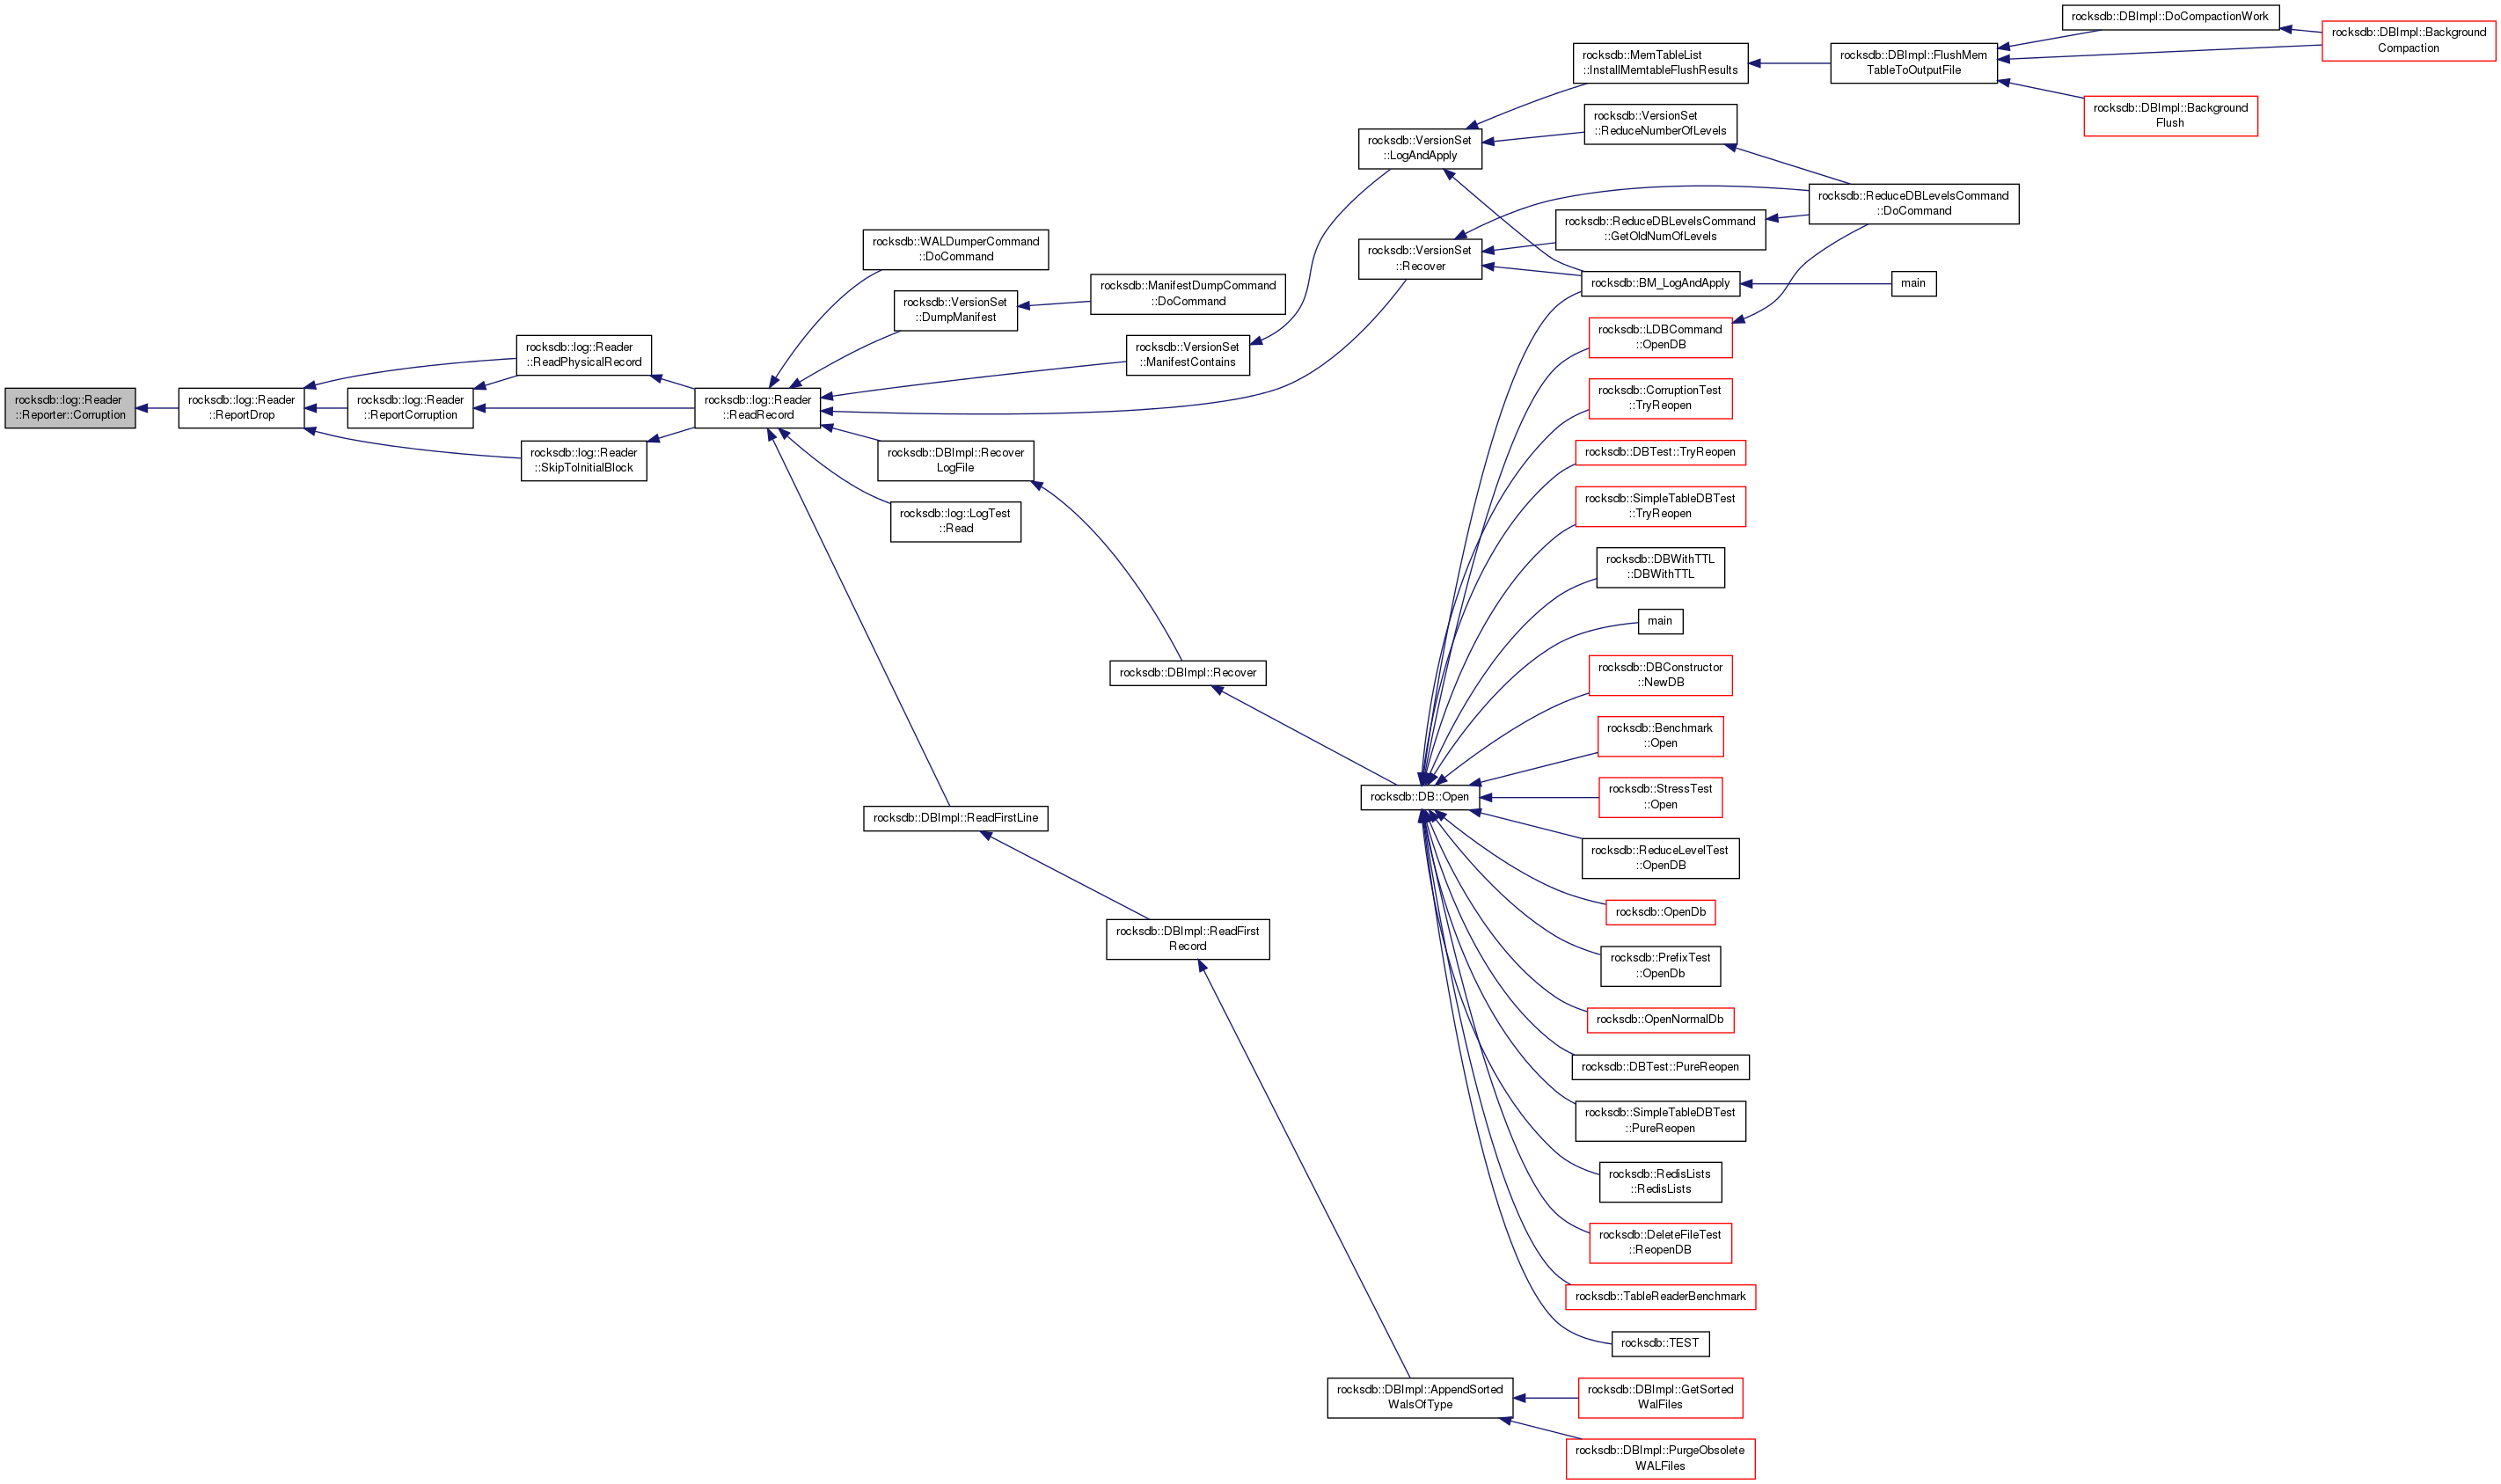 rocksdb::log::Reader
::Reporter::Corruption
rocksdb::log::Reader
::ReportDrop
rocksdb::log::Reader
::ReadPhysicalRecord
rocksdb::log::Reader
::ReportCorruption
rocksdb::log::Reader
::SkipToInitialBlock
rocksdb::log::Reader
::ReadRecord
rocksdb::WALDumperCommand
::DoCommand
rocksdb::VersionSet
::DumpManifest
rocksdb::ManifestDumpCommand
::DoCommand
rocksdb::VersionSet
::ManifestContains
rocksdb::DBImpl::Recover
LogFile
rocksdb::log::LogTest
::Read
rocksdb::DBImpl::ReadFirstLine
rocksdb::DBImpl::Recover
rocksdb::DBImpl::ReadFirst
Record
rocksdb::VersionSet
::LogAndApply
rocksdb::VersionSet
::Recover
rocksdb::DB::Open
rocksdb::DBImpl::AppendSorted
WalsOfType
rocksdb::MemTableList
::InstallMemtableFlushResults
rocksdb::VersionSet
::ReduceNumberOfLevels
rocksdb::ReduceDBLevelsCommand
::GetOldNumOfLevels
rocksdb::BM_LogAndApply
rocksdb::LDBCommand
::OpenDB
rocksdb::CorruptionTest
::TryReopen
rocksdb::DBTest::TryReopen
rocksdb::SimpleTableDBTest
::TryReopen
rocksdb::DBWithTTL
::DBWithTTL
main
rocksdb::DBConstructor
::NewDB
rocksdb::Benchmark
::Open
rocksdb::StressTest
::Open
rocksdb::ReduceLevelTest
::OpenDB
rocksdb::OpenDb
rocksdb::PrefixTest
::OpenDb
rocksdb::OpenNormalDb
rocksdb::DBTest::PureReopen
rocksdb::SimpleTableDBTest
::PureReopen
rocksdb::RedisLists
::RedisLists
rocksdb::DeleteFileTest
::ReopenDB
rocksdb::TableReaderBenchmark
rocksdb::TEST
rocksdb::DBImpl::GetSorted
WalFiles
rocksdb::DBImpl::PurgeObsolete
WALFiles
rocksdb::DBImpl::FlushMem
TableToOutputFile
rocksdb::ReduceDBLevelsCommand
::DoCommand
main
rocksdb::DBImpl::DoCompactionWork
rocksdb::DBImpl::Background
Flush
rocksdb::DBImpl::Background
Compaction